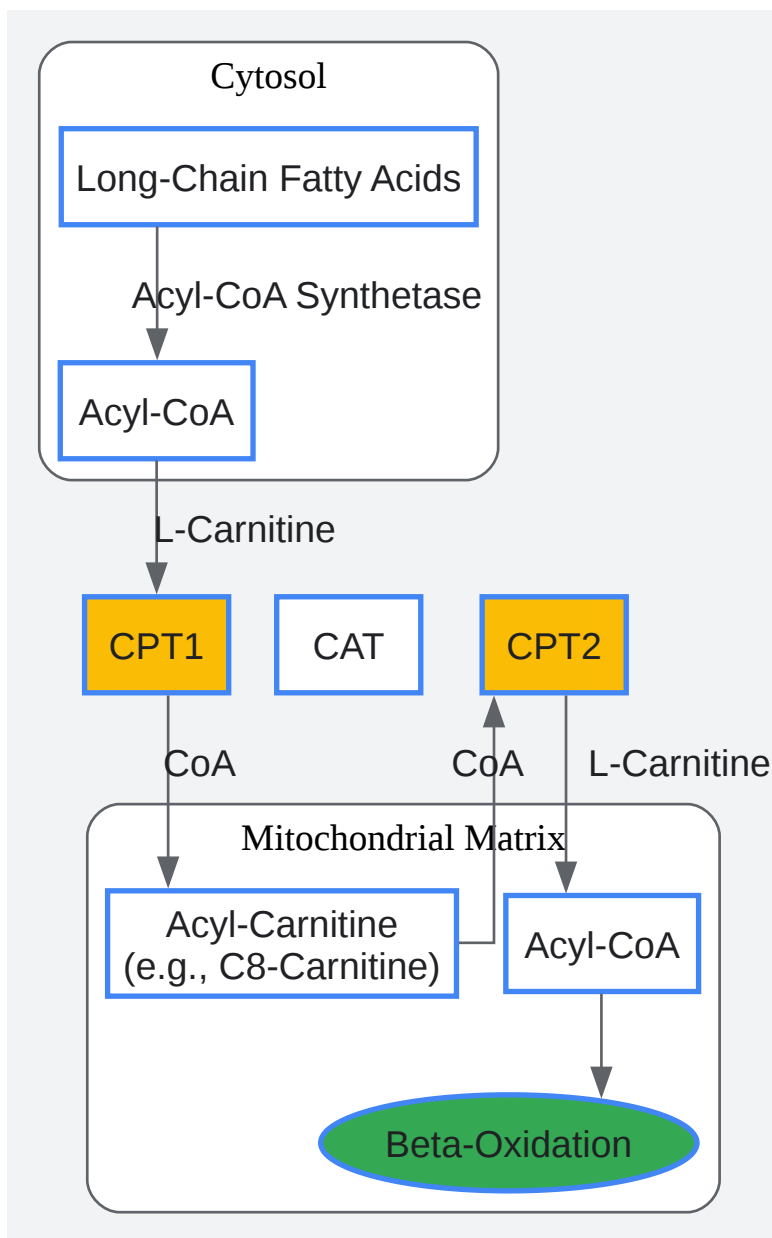 Cytosol
Long-Chain Fatty Acids
Acyl-CoA Synthetase
Acyl-CoA
L-Carnitine
CPT1
CAT
CPT2
CoA
CoA
L-Carnitine
Mitochondrial Matrix
Acyl-Carnitine
(e.g., C8-Carnitine)
Acyl-CoA
Beta-Oxidation